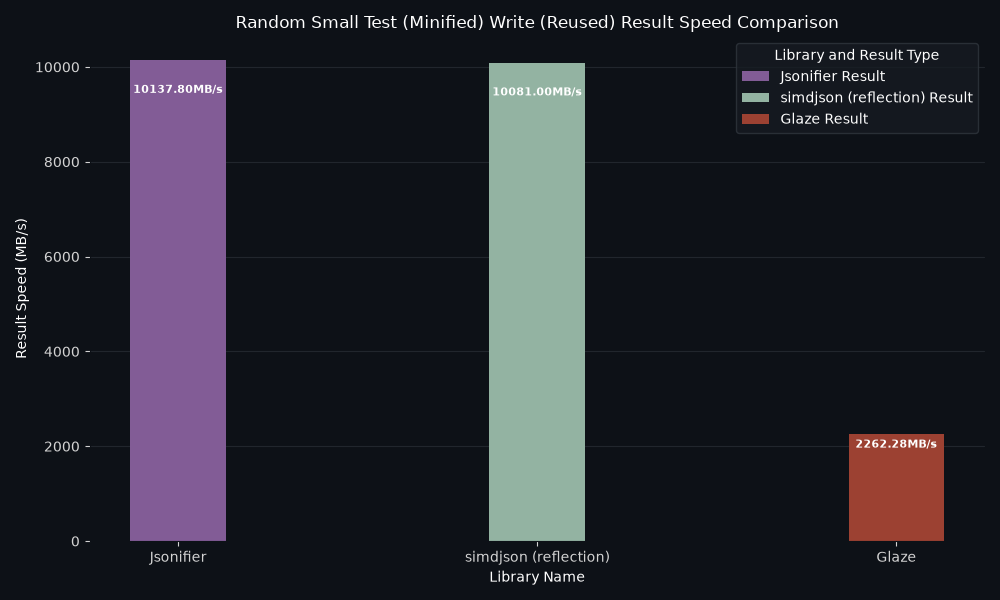 Random Small Test (Minified) Write (Reused) Result Speed Comparison
Library and Result Type
Jsonifier Result
simdjson (reflection) Result
Glaze Result
10137.80MB/s
10081.00MB/s
2262.28MB/s
Result Speed (MB/s)
10000
8000
6000
4000
2000
0
Jsonifier
simdjson (reflection)
Glaze
Library Name